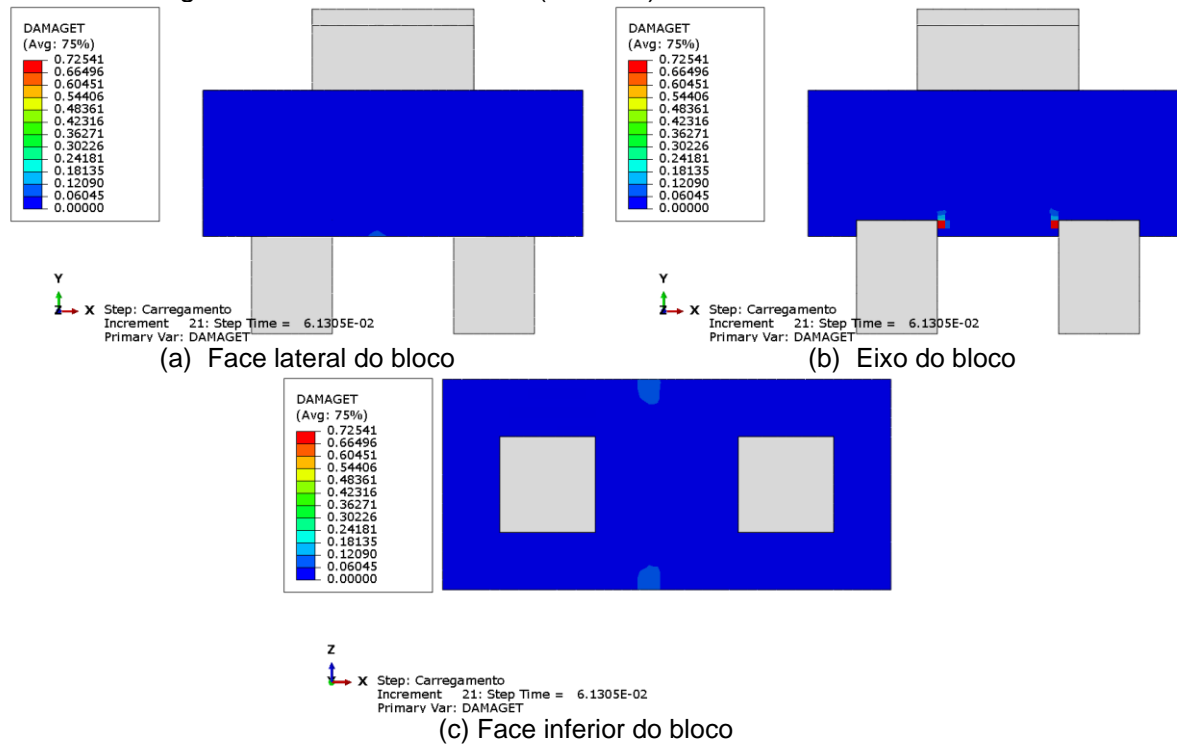 DAMAGET
(Avg: 75%)
0.72541
0.66496
0.60451
0.54406
0.48361
0.42316
0.36271
0.30226
0.24181
0.18135
0.12090
0.06045
0.00000
Y
Z X
Step: Carregamento
Increment 21: Step Time = 6.1305E-02
Primary Var: DAMAGET
(a) Face lateral do bloco
DAMAGET
(Avg: 75%)
0.72541
0.66496
0.60451
0.54406
0.48361
0.42316
0.36271
0.30226
0.24181
0.18135
0.12090
0.06045
0.00000
Y
Z X
Step: Carregamento
Increment 21: Step Time = 6.1305E-02
Primary Var: DAMAGET
(b) Eixo do bloco
DAMAGET
(Avg: 75%)
0.72541
0.66496
0.60451
0.54406
0.48361
0.42316
0.36271
0.30226
0.24181
0.18135
0.12090
0.06045
0.00000
Z
Y X
Step: Carregamento
Increment 21: Step Time = 6.1305E-02
Primary Var: DAMAGET
(c) Face inferior do bloco